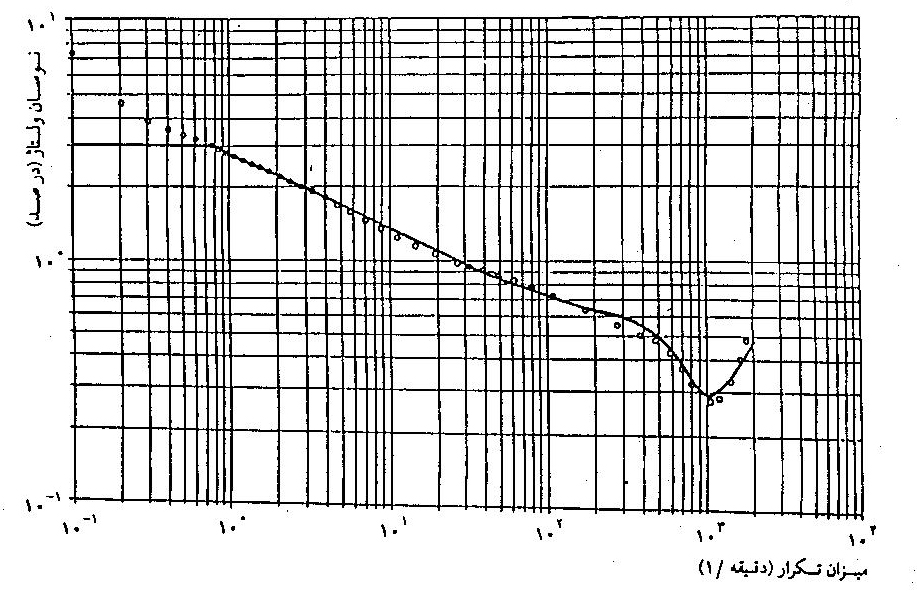 ۱۰¹
نوسان ولتاژ (درصد)
۱۰⁰
۱۰⁻¹
۱۰⁻¹ ۱۰⁰ ۱۰¹ ۱۰² ۱۰³ ۱۰⁴
میزان تکرار (دقیقه /۱)